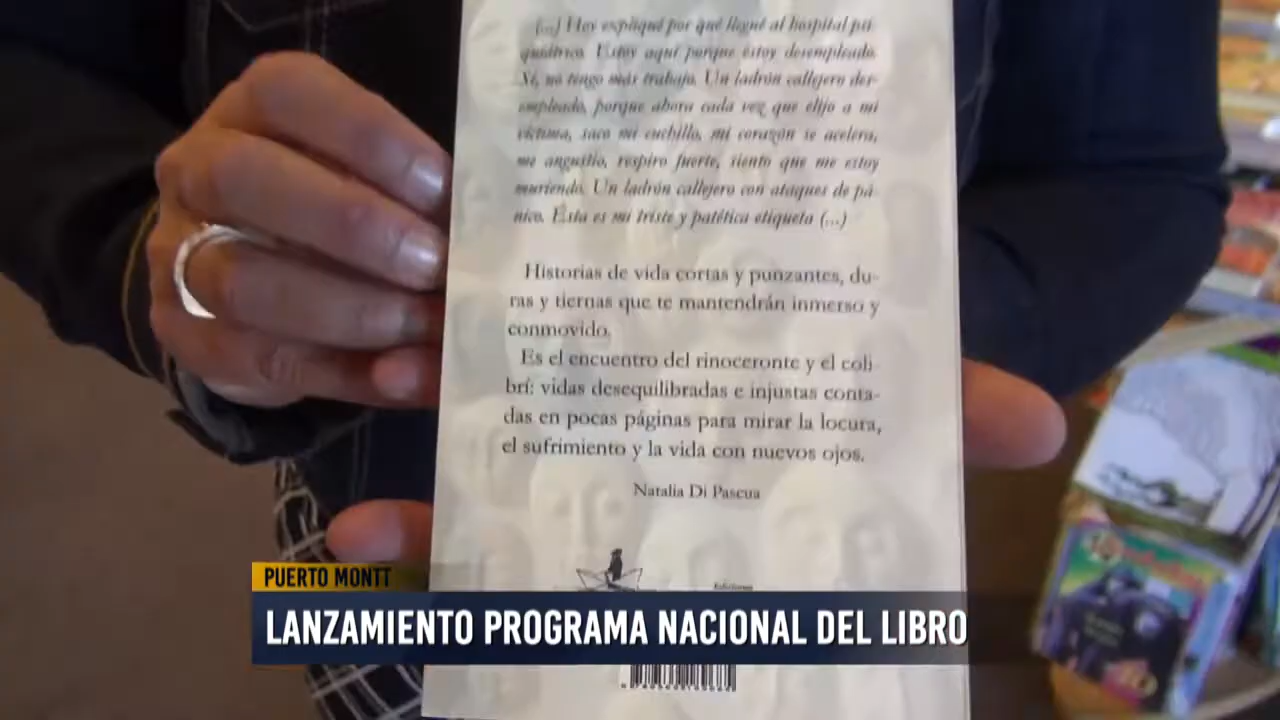 (...) Hoy expliqué por qué llegué al hospital psi-
quiátrico. Estoy aquí porque estoy desempleado.
Sí, no tengo más trabajo. Un ladrón callejero des-
empleado, porque ahora cada vez que elijo a mi
víctima, saco mi cuchillo, mi corazón se acelera,
me angustio, respiro fuerte, siento que me estoy
muriendo. Un ladrón callejero con ataques de pá-
nico. Ésta es mi triste y patética etiqueta (...)
Historias de vida cortas y punzantes, du-
ras y tiernas que te mantendrán inmerso y
conmovido.
Es el encuentro del rinoceronte y el coli-
brí: vidas desequilibradas e injustas conta-
das en pocas páginas para mirar la locura,
el sufrimiento y la vida con nuevos ojos.
Natalia Di Pascua
PUERTO MONTT
LANZAMIENTO PROGRAMA NACIONAL DEL LIBRO